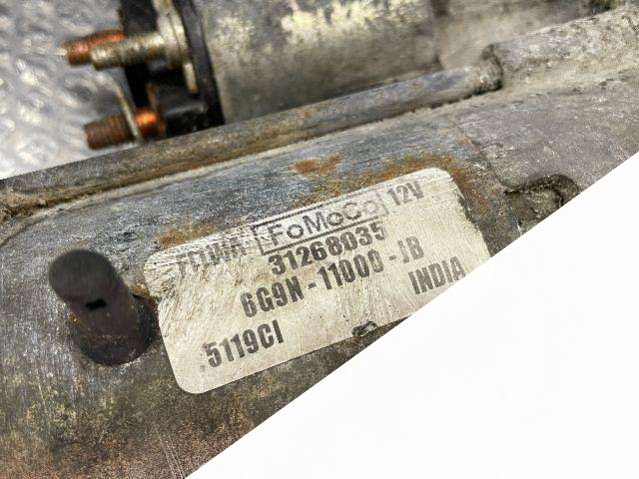 FoMoCo 12V
31268035
6G9N-11000-JB
INDIA
5119CI